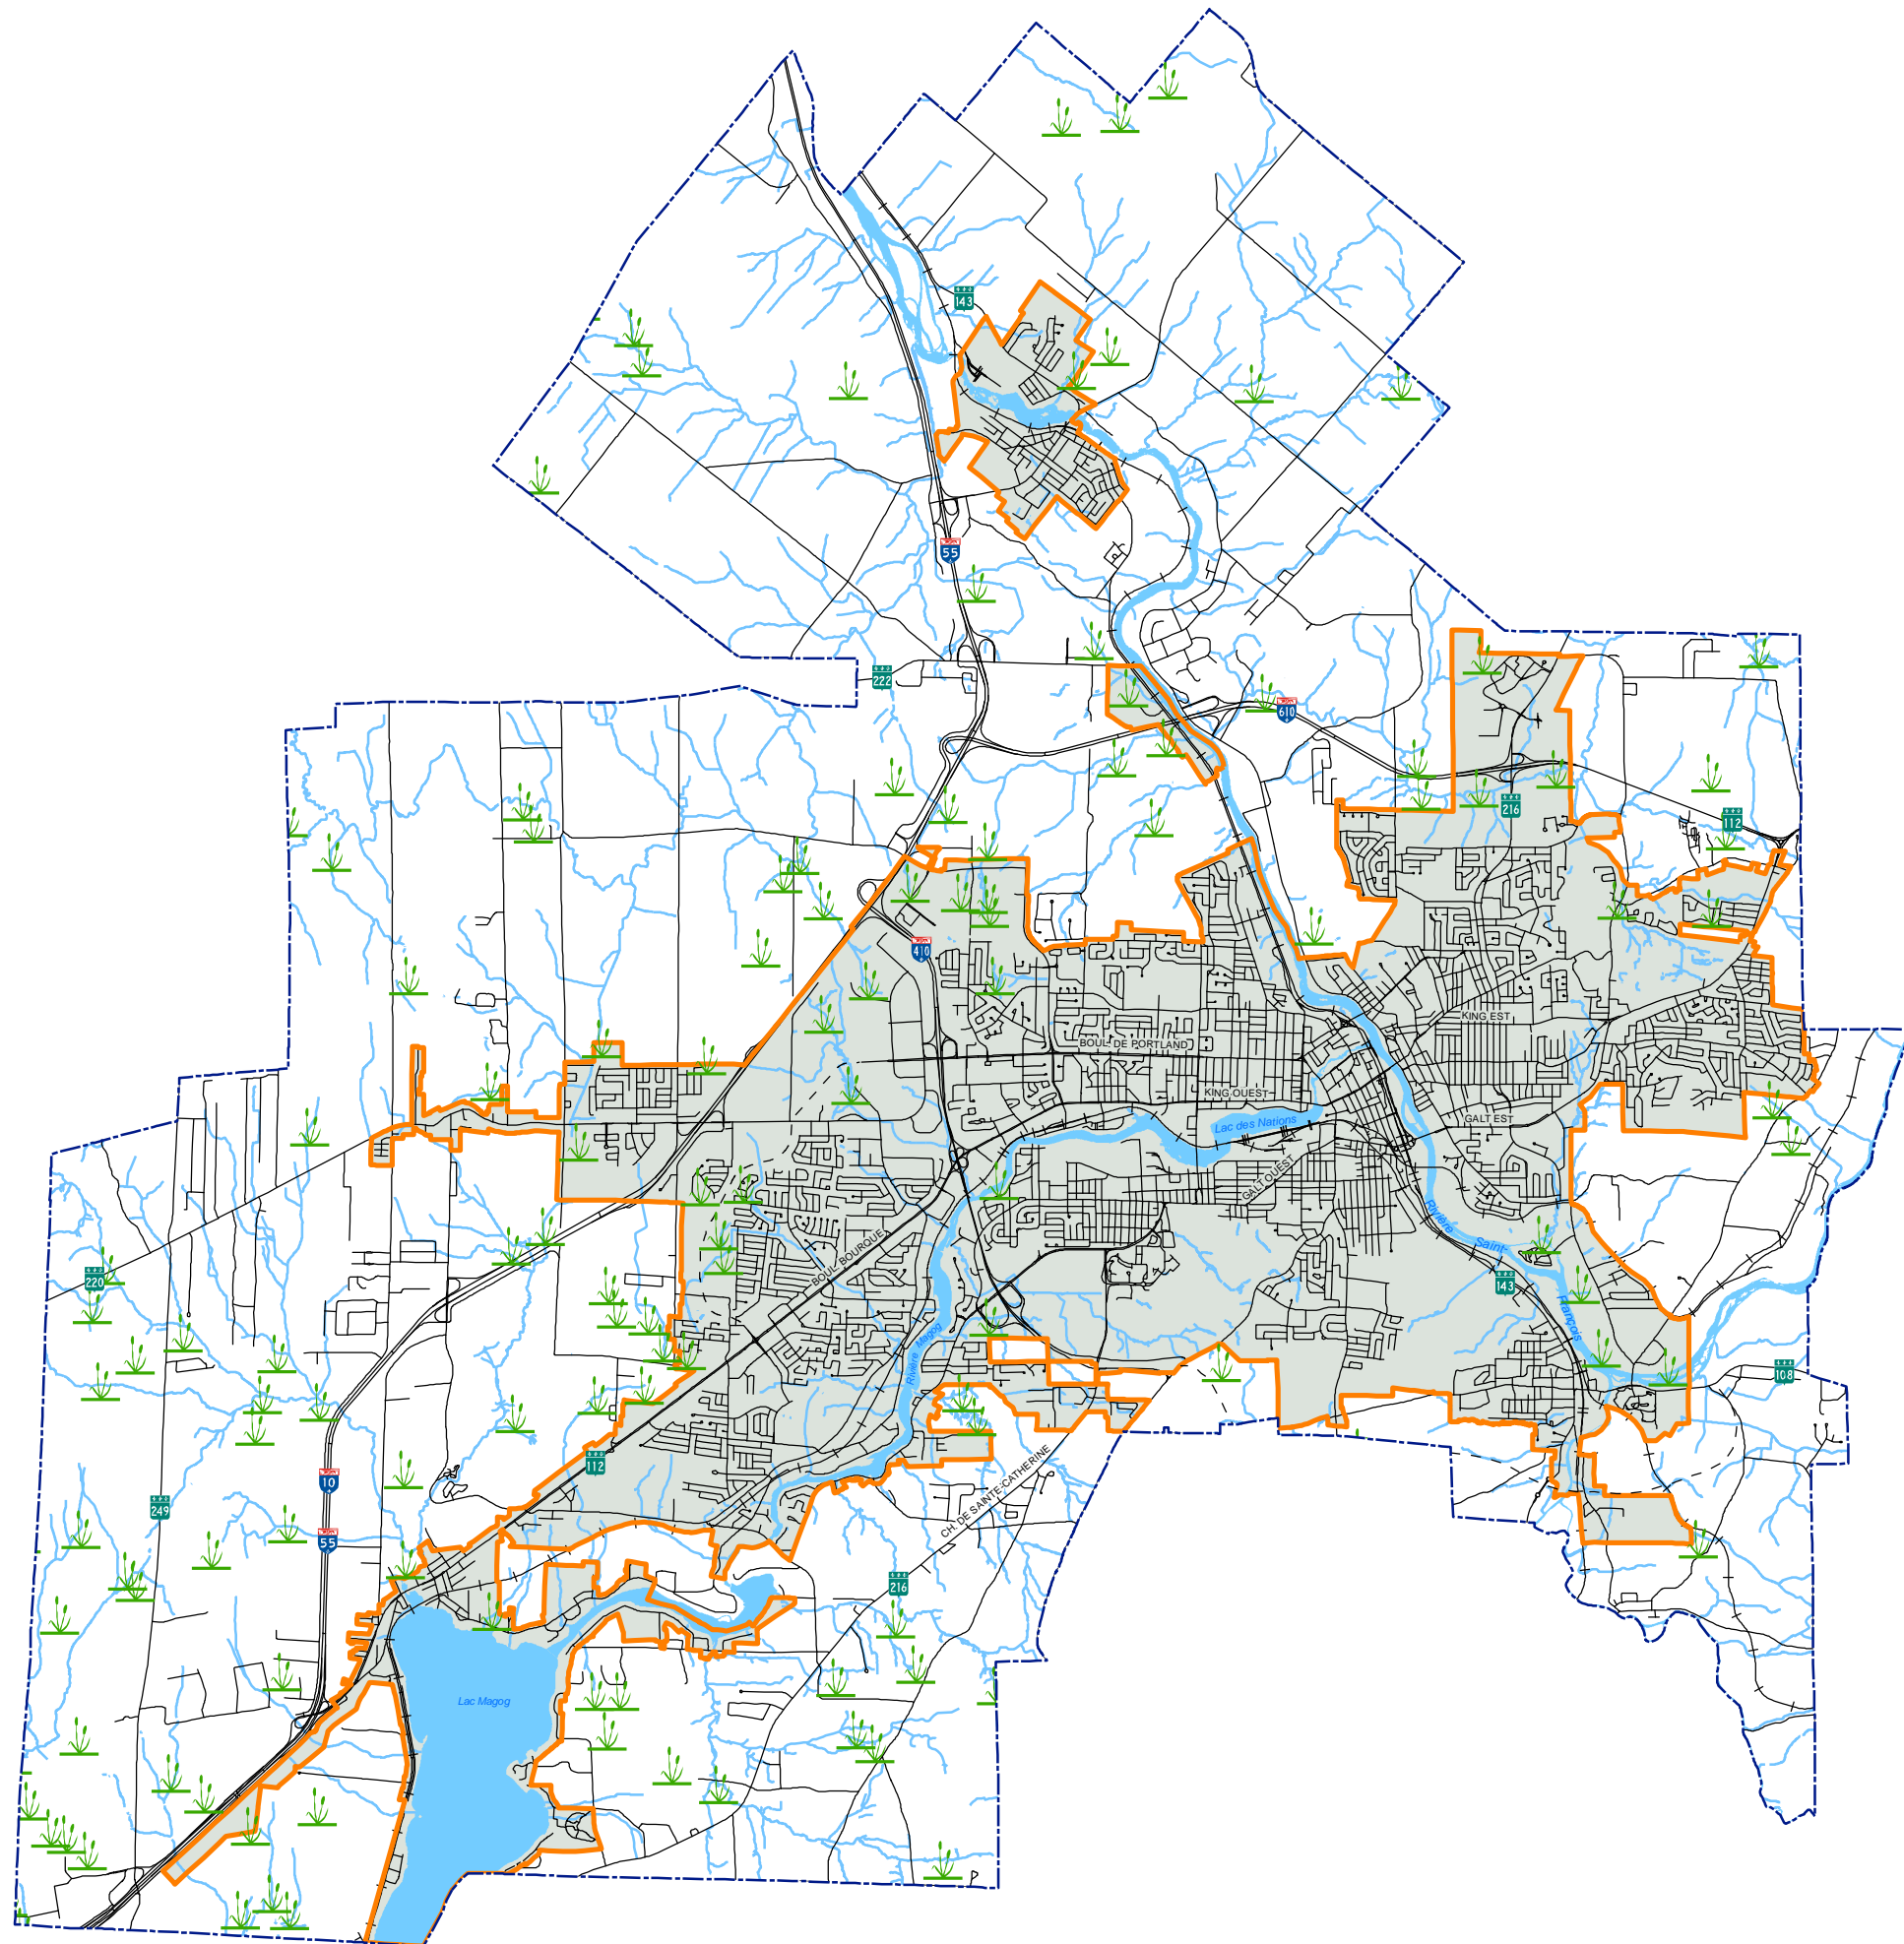 143
55
222
610
216
112
410
KING EST
BOUL. DE PORTLAND
KING OUEST
Lac des Nations
GALT EST
GALT OUEST
Rivière
Saint-
François
143
BOUL. BOURQUE
220
Rivière Magog
108
112
10
249
55
CH. DE SAINTE-CATHERINE
216
Lac Magog